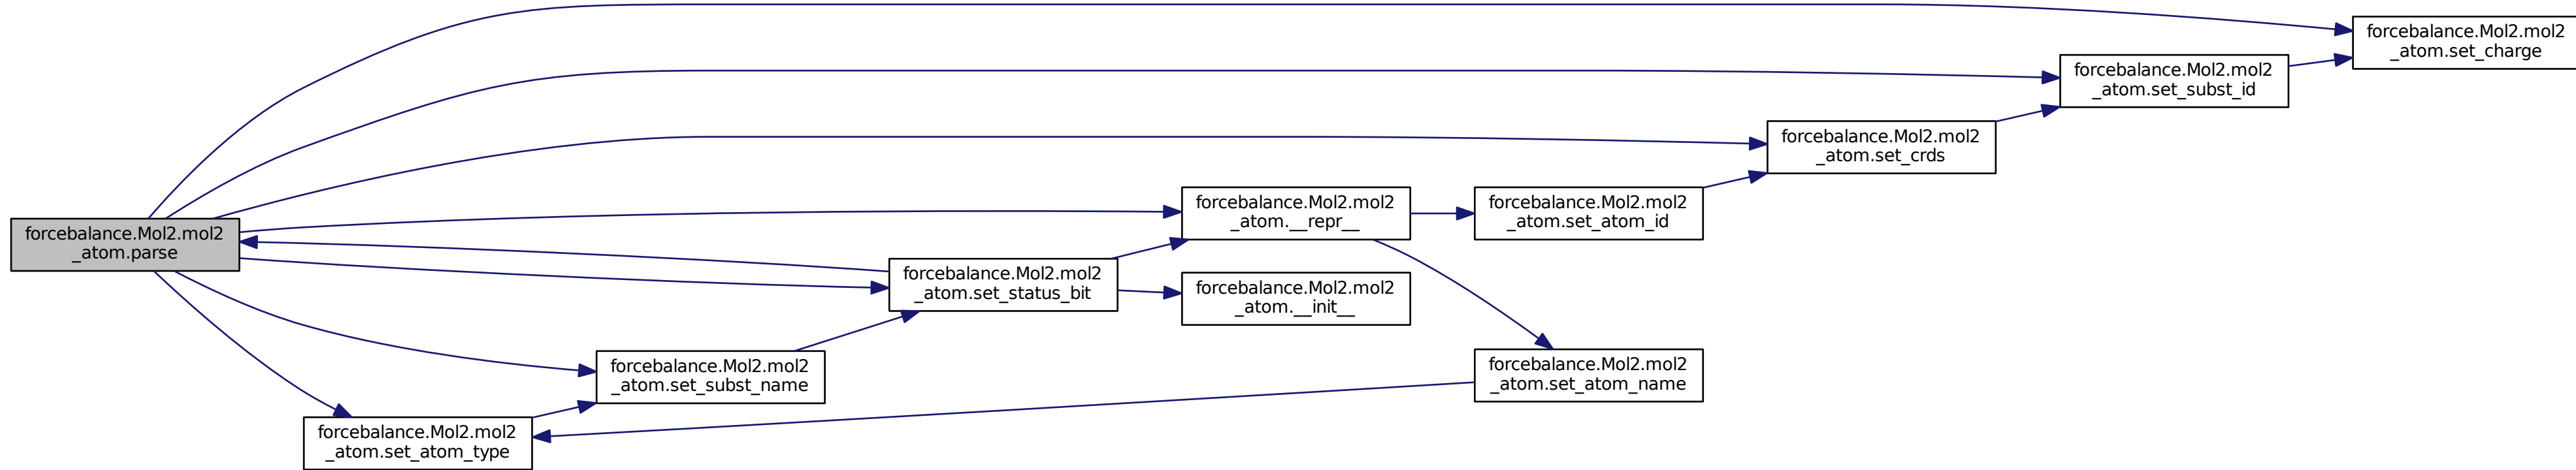 forcebalance.Mol2.mol2
_atom.parse
forcebalance.Mol2.mol2
_atom.set_atom_type
forcebalance.Mol2.mol2
_atom.set_subst_name
forcebalance.Mol2.mol2
_atom.set_status_bit
forcebalance.Mol2.mol2
_atom.__repr__
forcebalance.Mol2.mol2
_atom.__init__
forcebalance.Mol2.mol2
_atom.set_atom_id
forcebalance.Mol2.mol2
_atom.set_atom_name
forcebalance.Mol2.mol2
_atom.set_crds
forcebalance.Mol2.mol2
_atom.set_subst_id
forcebalance.Mol2.mol2
_atom.set_charge